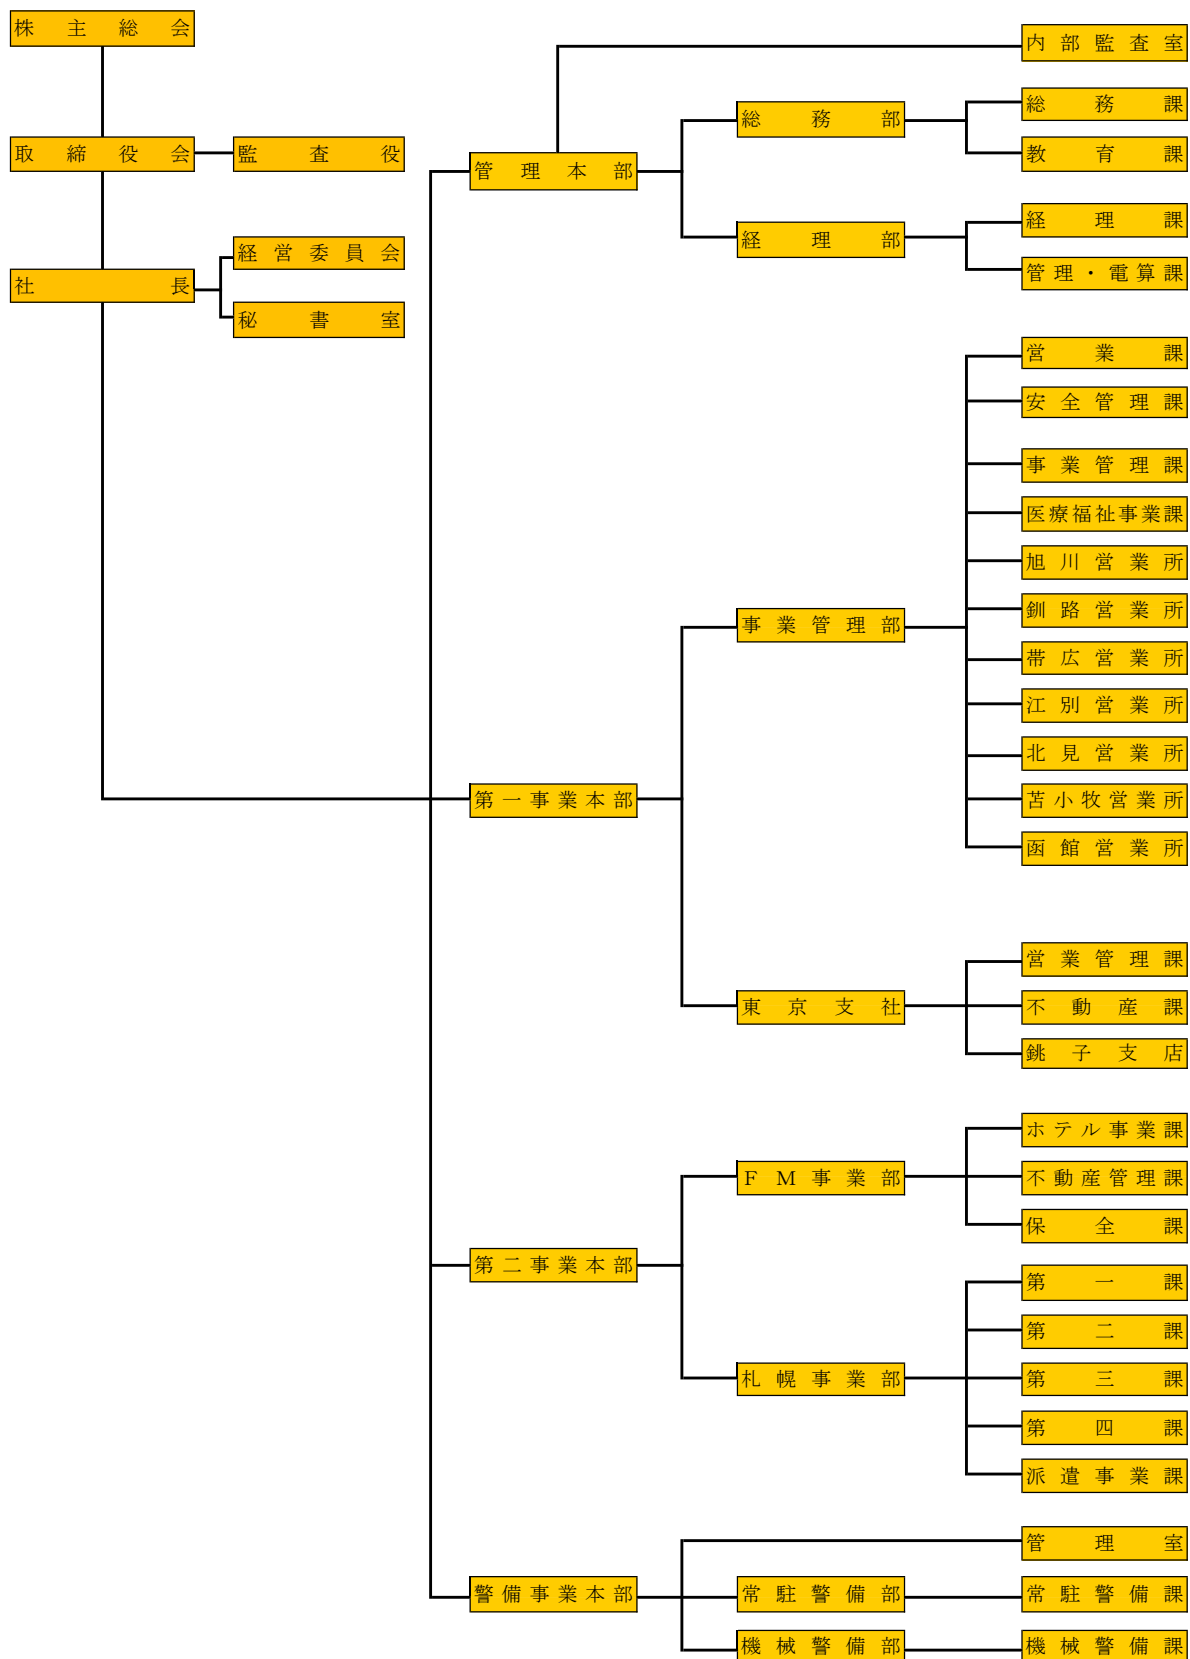 株主総会
取締役会
監査役
社長
経営委員会
秘書室
管理本部
内部監査室
総務部
総務課
教育課
経理部
経理課
管理・電算課
第一事業本部
事業管理部
営業課
安全管理課
事業管理課
医療福祉事業課
旭川営業所
釧路営業所
帯広営業所
江別営業所
北見営業所
苫小牧営業所
函館営業所
東京支社
営業管理課
不動産課
銚子支店
第二事業本部
ＦＭ事業部
ホテル事業課
不動産管理課
保全課
札幌事業部
第一課
第二課
第三課
第四課
派遣事業課
警備事業本部
管理室
常駐警備部
常駐警備課
機械警備部
機械警備課